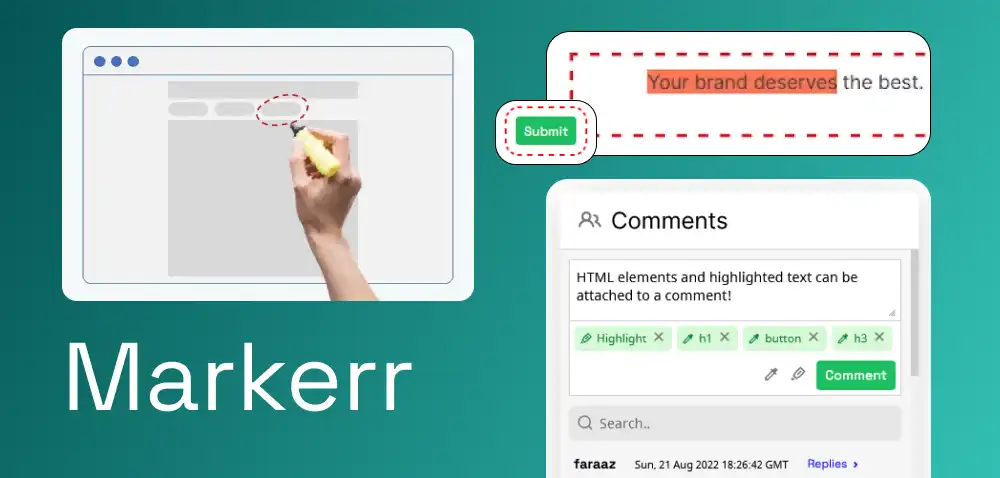 Your brand deserves the best.
Submit
Markerr
Comments
HTML elements and highlighted text can be
attached to a comment!
Highlight
h1
button
h3
Comment
Search..
faraaz Sun, 21 Aug 2022 18:26:42 GMT Replies